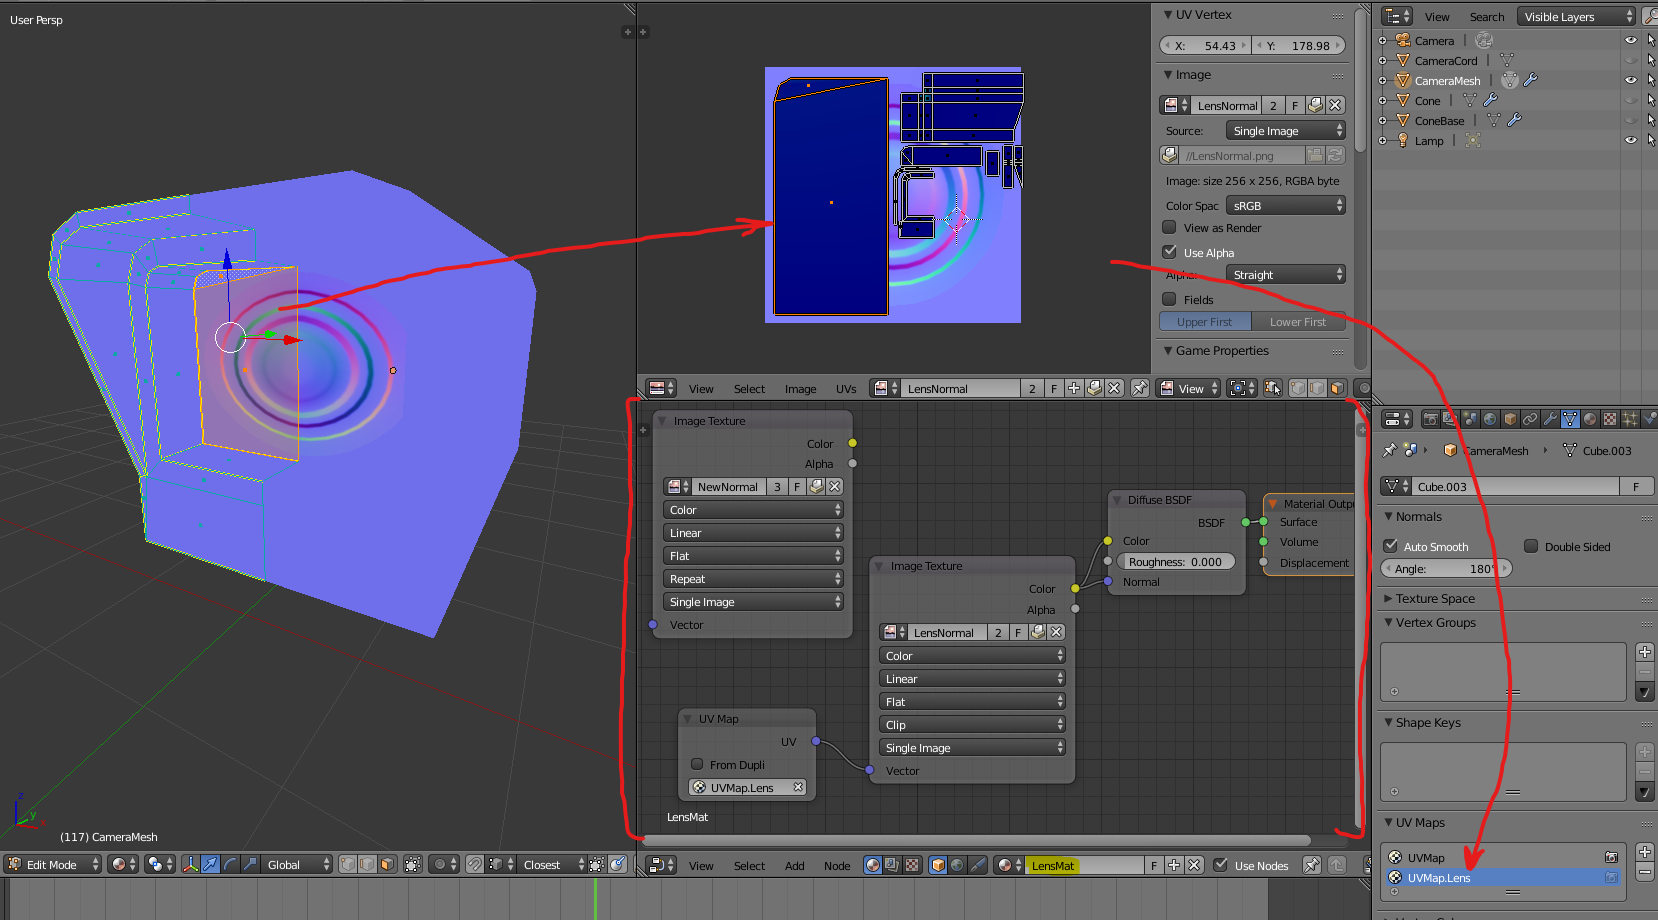 User Persp
(117) CameraMesh
Edit Mode
Global
Closest
UV Vertex
X: 54.43
Y: 178.98
Image
LensNormal 2 F
Source: Single Image
//LensNormal.png
Image: size 256 x 256, RGBA byte
Color Spac sRGB
View as Render
Use Alpha
Alpha: Straight
Fields
Upper First Lower First
Game Properties
View Select Image UVs LensNormal 2 F View
Image Texture
Color
Alpha
NewNormal 3 F
Color
Linear
Flat
Repeat
Single Image
Vector
UV Map
UV
From Dupli
UVMap.Lens
LensMat
Image Texture
Color
Alpha
LensNormal 2 F
Color
Linear
Flat
Clip
Single Image
Vector
Diffuse BSDF
BSDF
Color
Roughness: 0.000
Normal
Material Outpu
Surface
Volume
Displacement
View Select Add Node LensMat F Use Nodes
View Search Visible Layers
Camera
CameraCord
CameraMesh
Cone
ConeBase
Lamp
CameraMesh Cube.003
Cube.003 F
Normals
Auto Smooth Double Sided
Angle: 180°
Texture Space
Vertex Groups
Shape Keys
UV Maps
UVMap
UVMap.Lens
z
y